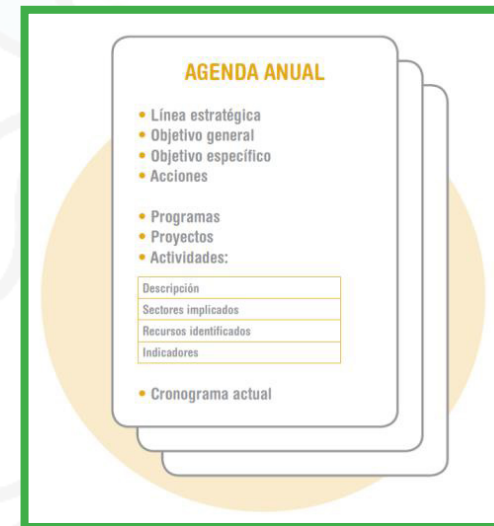 AGENDA ANUAL
• Línea estratégica
• Objetivo general
• Objetivo específico
• Acciones
• Programas
• Proyectos
• Actividades:
Descripción
Sectores implicados
Recursos identificados
Indicadores
• Cronograma actual